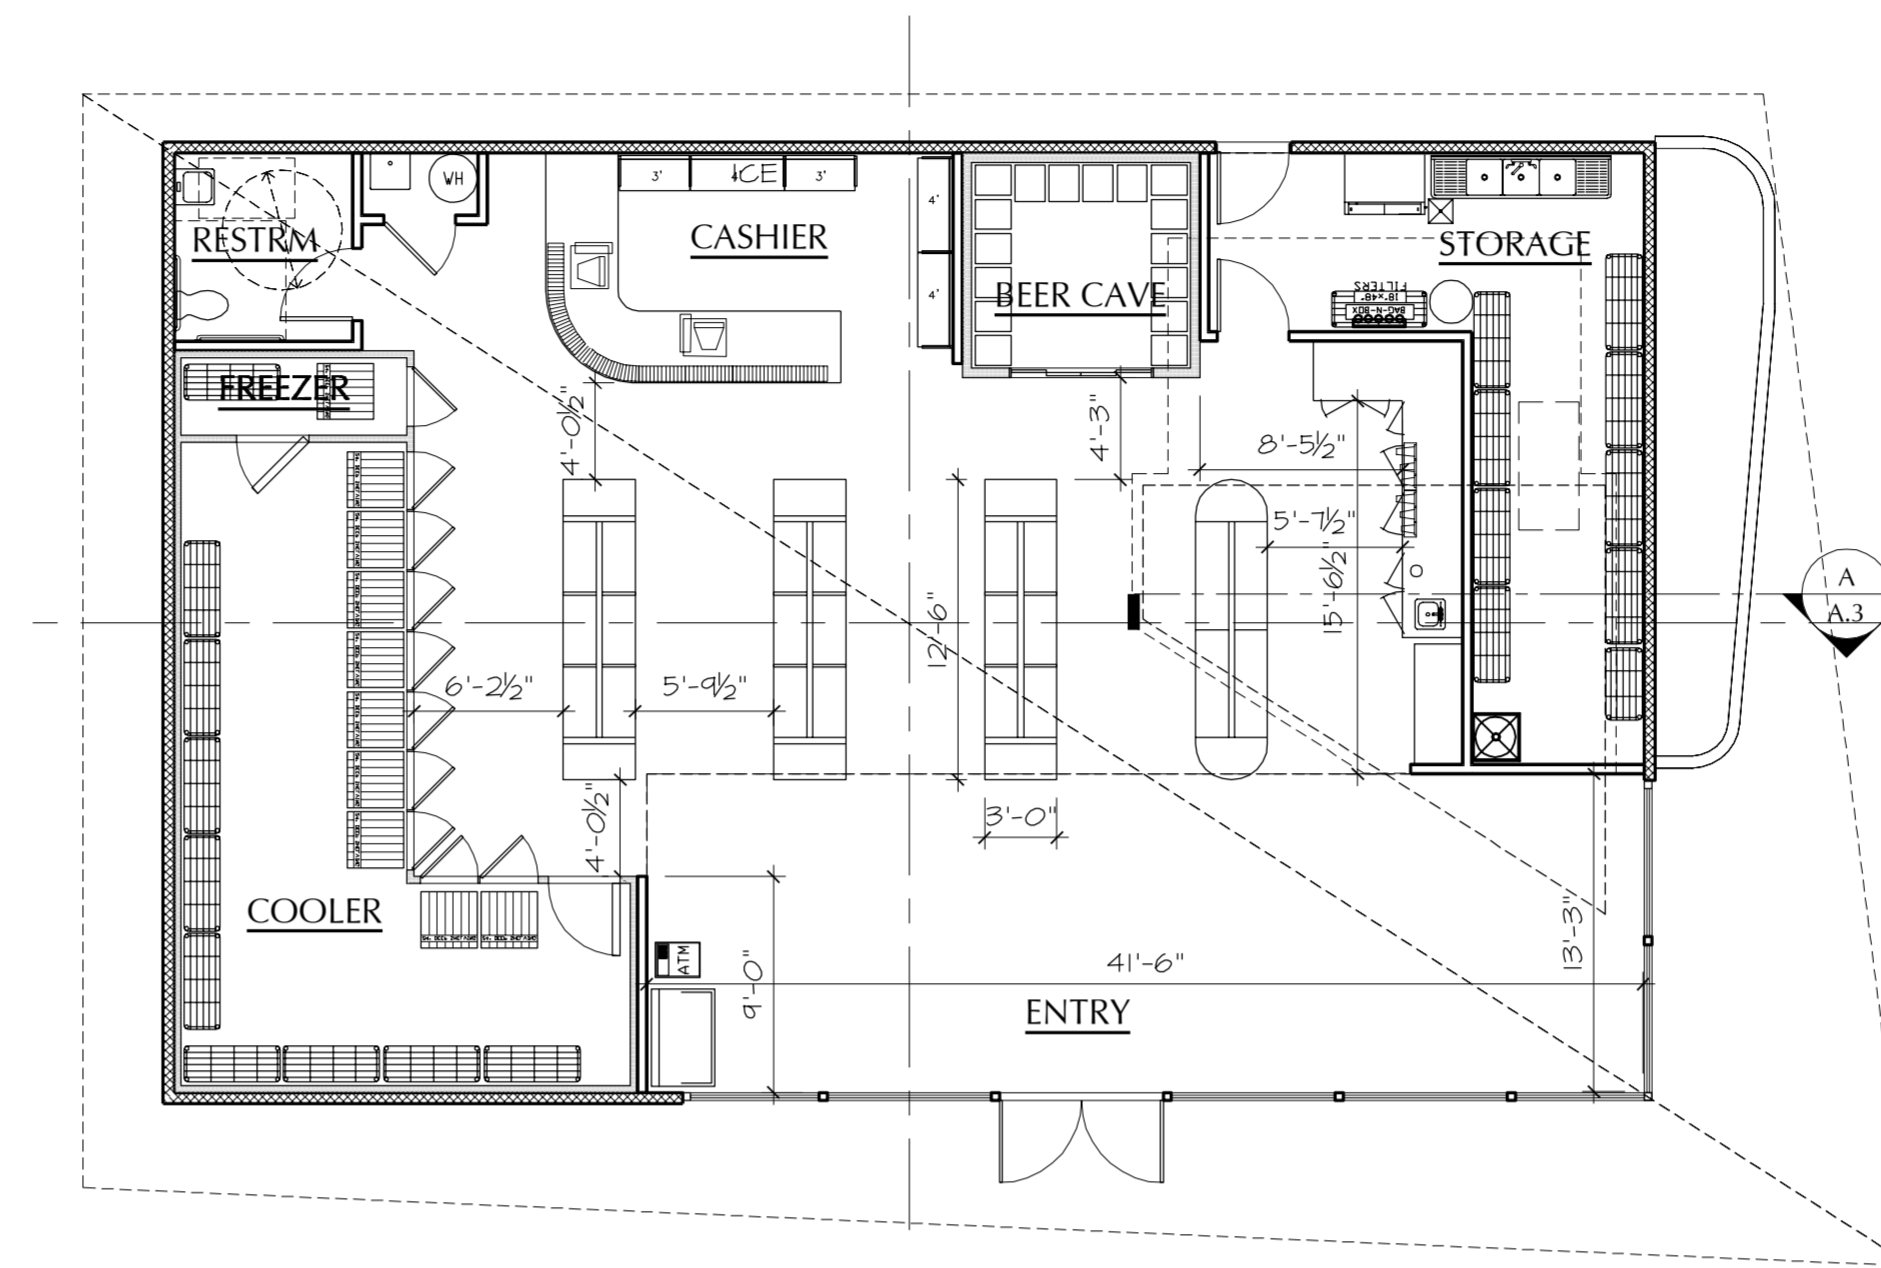 WH
3'
4'
ICE
3'
4'
RESTRM
CASHIER
STORAGE
4'
BEER CAVE
FILTERS
18"x48"
BAG-N-BOX
FREEZER
4'-0½"
4'-3"
8'-5½"
5'-7½"
A
A.3
15'-6½"
12'-6"
6'-2½"
5'-9½"
3'-0"
4'-0½"
COOLER
ATM
9'-0"
41'-6"
13'-3"
ENTRY